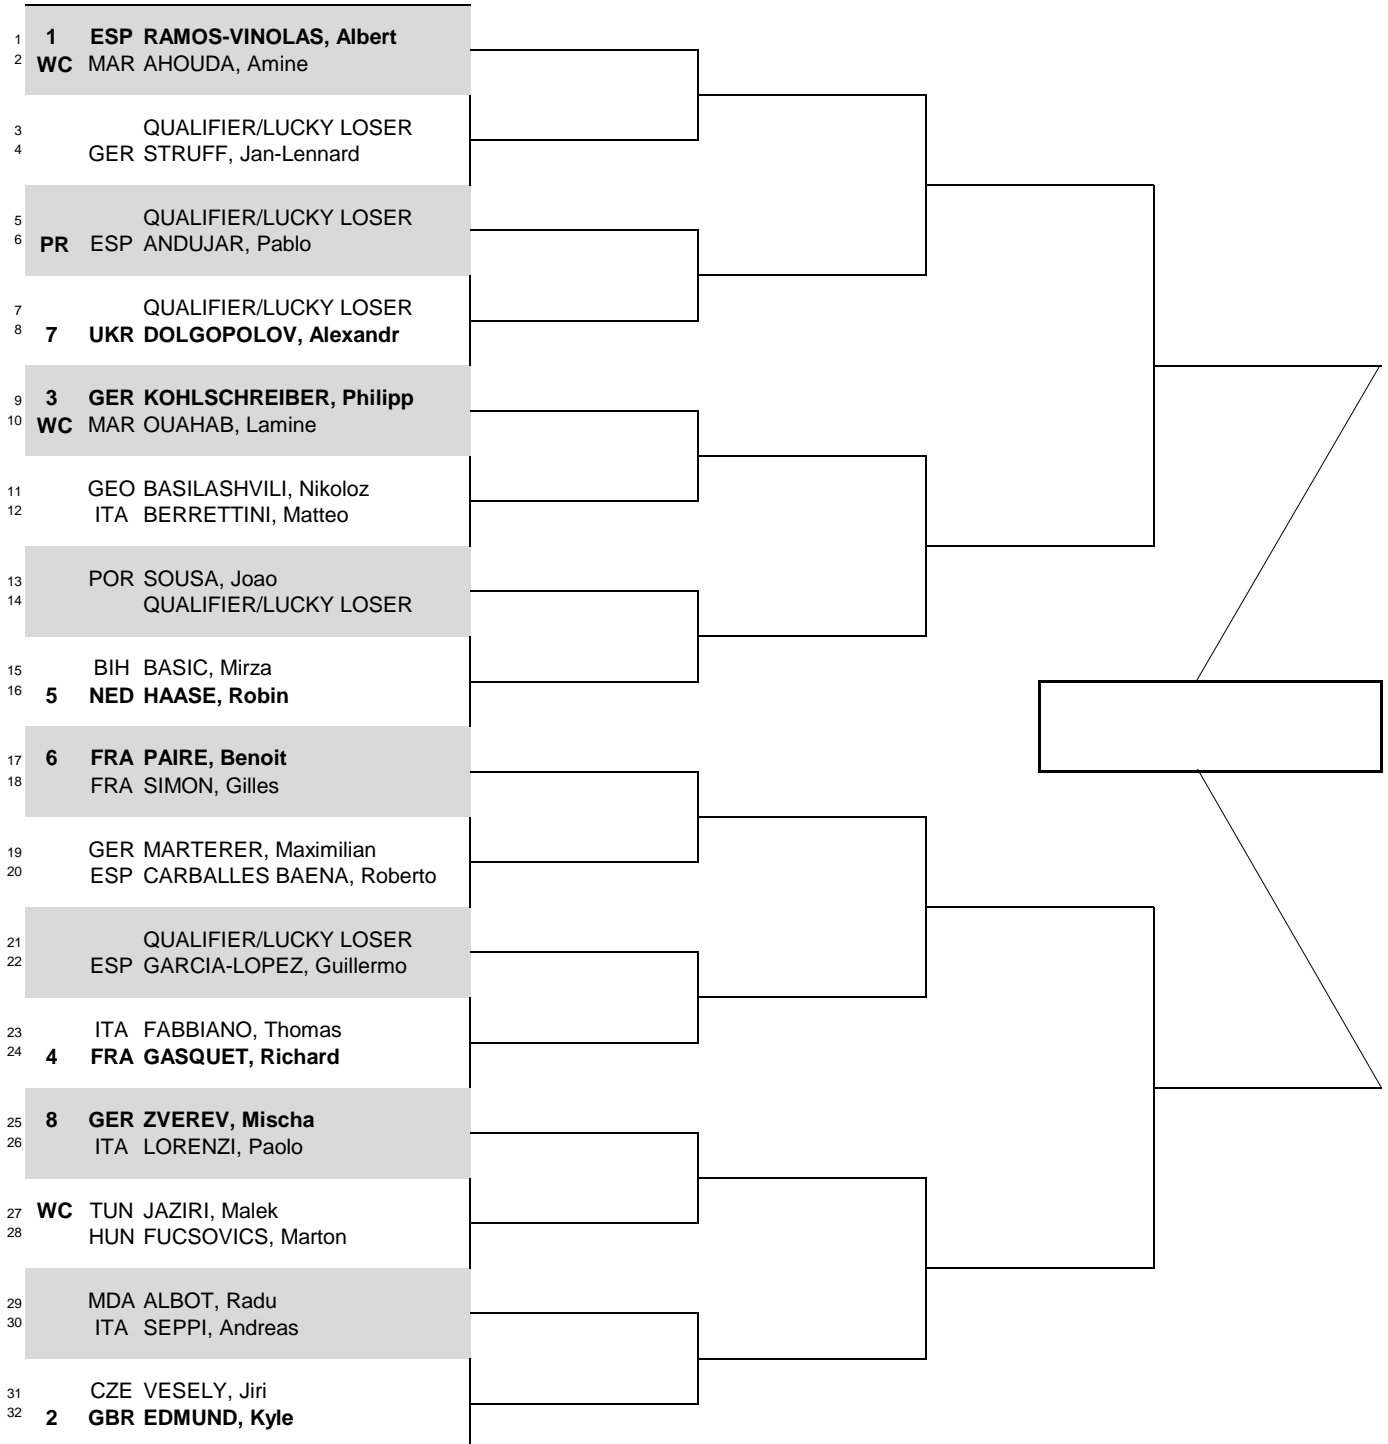 1 1 ESP RAMOS-VINOLAS, Albert
2 WC MAR AHOUDA, Amine
3 QUALIFIER/LUCKY LOSER
4 GER STRUFF, Jan-Lennard
5 QUALIFIER/LUCKY LOSER
6 PR ESP ANDUJAR, Pablo
7 QUALIFIER/LUCKY LOSER
8 7 UKR DOLGOPOLOV, Alexandr
9 3 GER KOHLSCHREIBER, Philipp
10 WC MAR OUAHAB, Lamine
11 GEO BASILASHVILI, Nikoloz
12 ITA BERRETTINI, Matteo
13 POR SOUSA, Joao
14 QUALIFIER/LUCKY LOSER
15 BIH BASIC, Mirza
16 5 NED HAASE, Robin
17 6 FRA PAIRE, Benoit
18 FRA SIMON, Gilles
19 GER MARTERER, Maximilian
20 ESP CARBALLES BAENA, Roberto
21 QUALIFIER/LUCKY LOSER
22 ESP GARCIA-LOPEZ, Guillermo
23 ITA FABBIANO, Thomas
24 4 FRA GASQUET, Richard
25 8 GER ZVEREV, Mischa
26 ITA LORENZI, Paolo
27 WC TUN JAZIRI, Malek
28 HUN FUCSOVICS, Marton
29 MDA ALBOT, Radu
30 ITA SEPPI, Andreas
31 CZE VESELY, Jiri
32 2 GBR EDMUND, Kyle